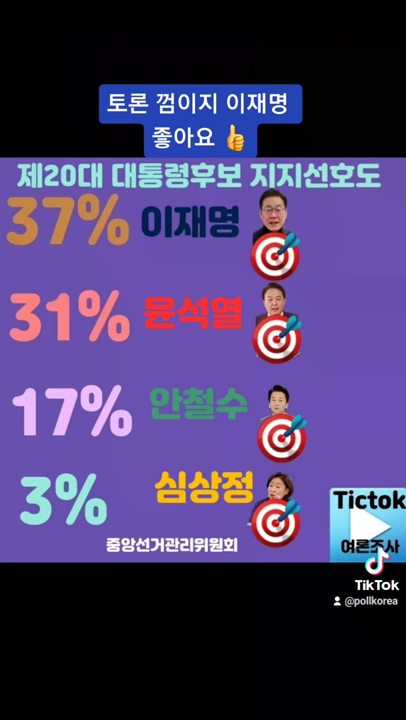 토론 껌이지 이재명
좋아요 👍
제20대 대통령후보 지지선호도
37% 이재명
31% 윤석열
17% 안철수
3% 심상정
중앙선거관리위원회
Tictok
여론조사
TikTok
@pollkorea